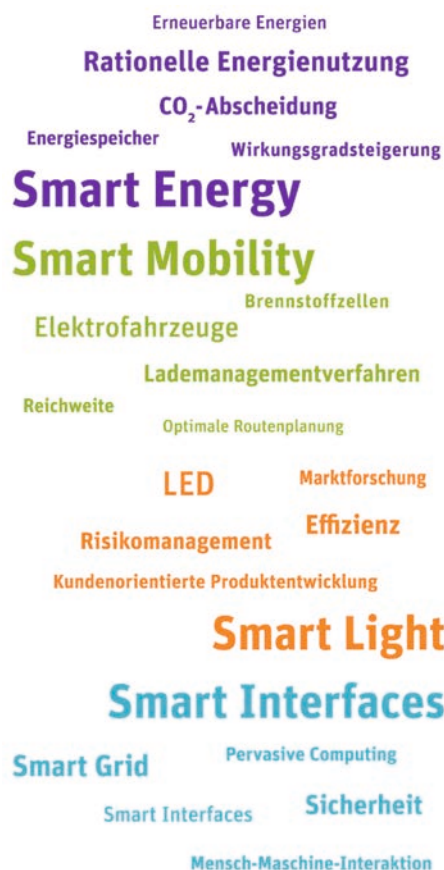 Erneuerbare Energien
Rationelle Energienutzung
CO₂-Abscheidung
Energiespeicher
Wirkungsgradsteigerung
Smart Energy
Smart Mobility
Brennstoffzellen
Elektrofahrzeuge
Lademanagementverfahren
Reichweite
Optimale Routenplanung
LED
Marktforschung
Effizienz
Risikomanagement
Kundenorientierte Produktentwicklung
Smart Light
Smart Interfaces
Pervasive Computing
Smart Grid
Smart Interfaces
Sicherheit
Mensch-Maschine-Interaktion